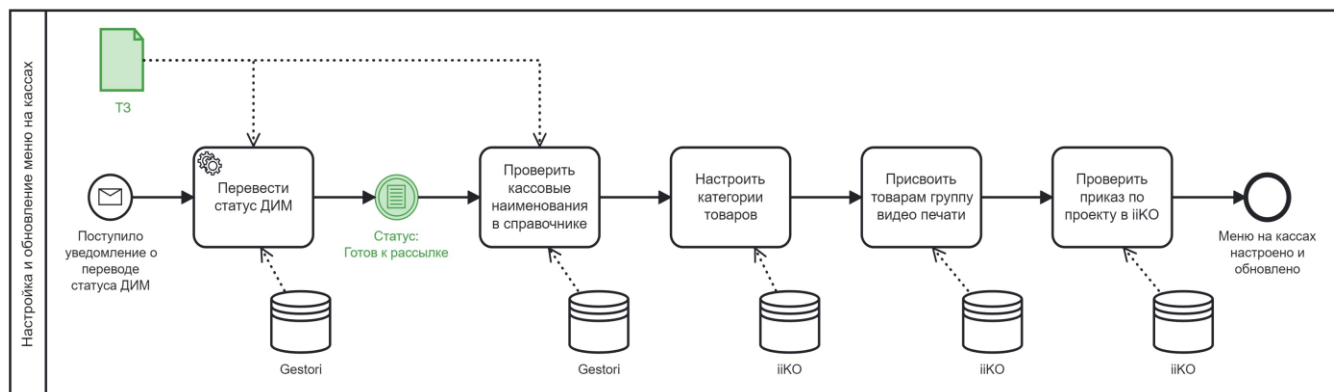 Настройка и обновление меню на кассах
ТЗ
Поступило
уведомление о
переводе
статуса ДИМ
Перевести
статус ДИМ
Статус:
Готов к рассылке
Проверить
кассовые
наименования
в справочнике
Настроить
категории
товаров
Присвоить
товарам группу
видео печати
Проверить
приказ по
проекту в iiKO
Меню на кассах
настроено и
обновлено
Gestori
Gestori
iiKO
iiKO
iiKO